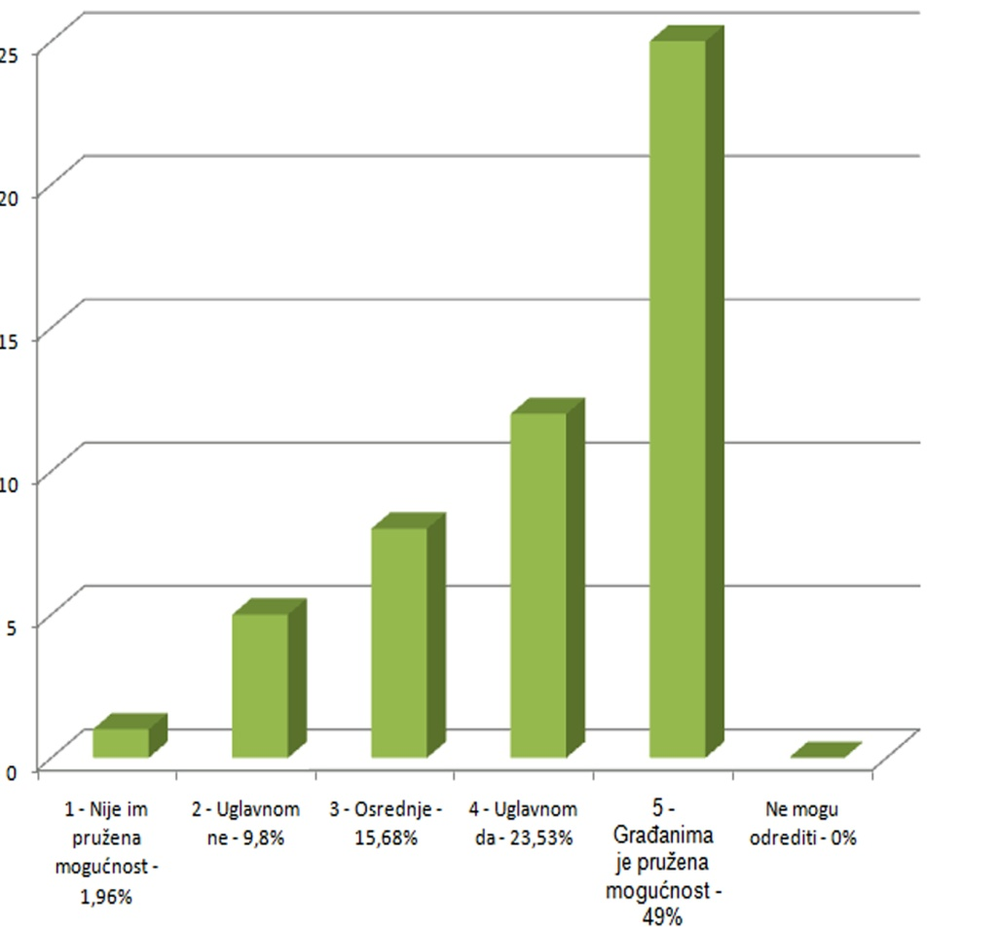 25
20
15
10
5
0
1 - Nije im
pružena
mogućnost -
1,96%
2 - Uglavnom
ne - 9,8%
3 - Osrednje -
15,68%
4 - Uglavnom
da - 23,53%
5 -
Građanima
je pružena
mogućnost -
49%
Ne mogu
odrediti - 0%